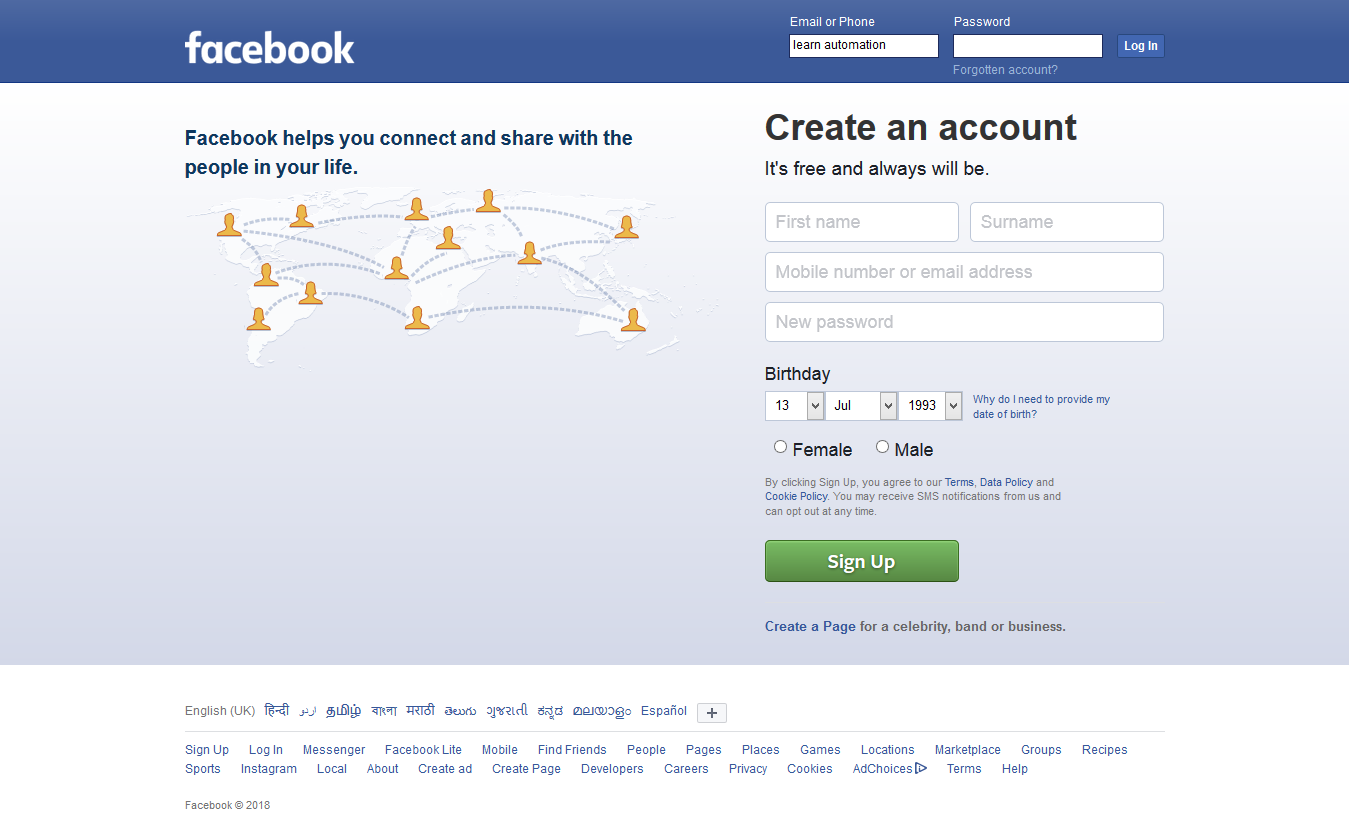 facebook
Email or Phone Password
learn automation Log In
Forgotten account?
Facebook helps you connect and share with the
people in your life.
Create an account
It's free and always will be.
First name Surname
Mobile number or email address
New password
Birthday
13 Jul 1993
Why do I need to provide my
date of birth?
Female Male
By clicking Sign Up, you agree to our Terms, Data Policy and
Cookie Policy. You may receive SMS notifications from us and
can opt out at any time.
Sign Up
Create a Page for a celebrity, band or business.
English (UK) हिन्दी اردو தமிழ் বাংলা मराठी తెలుగు ગુજરાતી ಕನ್ನಡ മലയാളം Español +
Sign Up Log In Messenger Facebook Lite Mobile Find Friends People Pages Places Games Locations Marketplace Groups Recipes
Sports Instagram Local About Create ad Create Page Developers Careers Privacy Cookies AdChoices Terms Help
Facebook © 2018